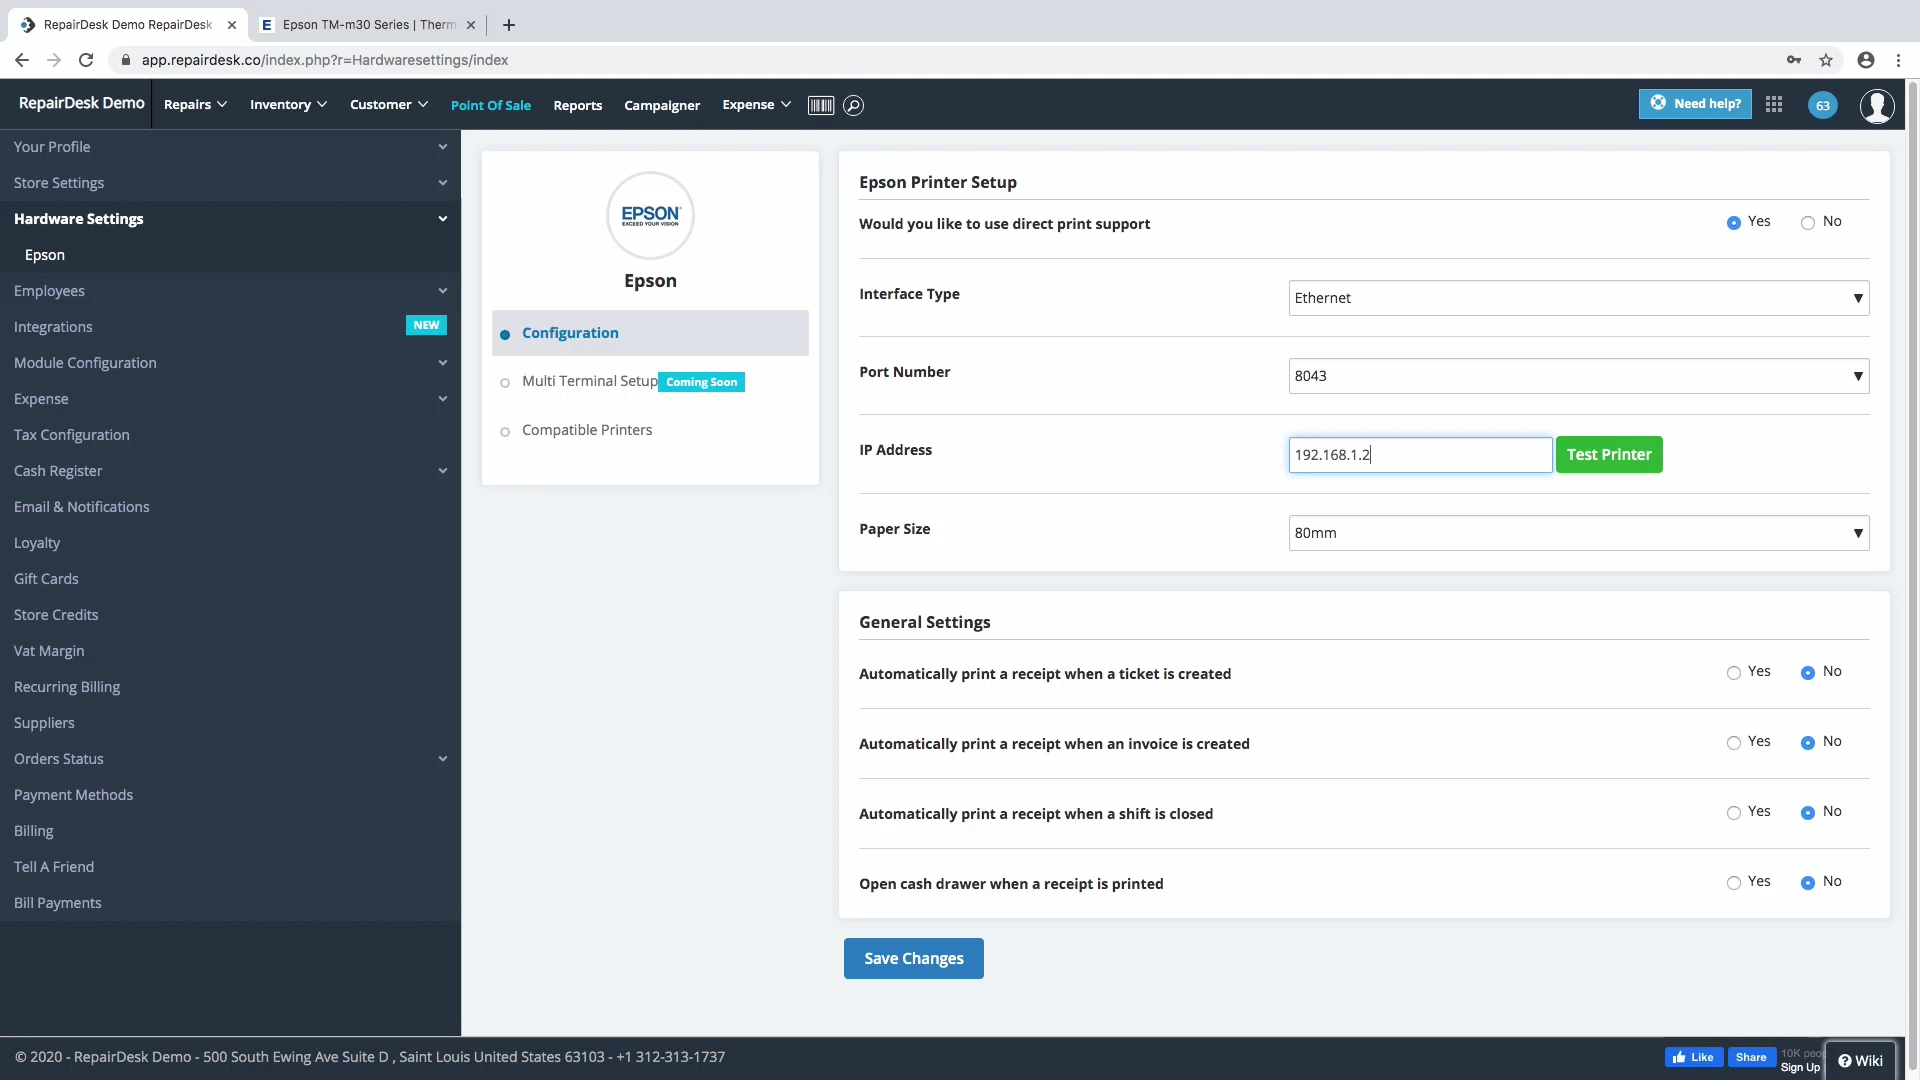 RepairDesk Demo RepairDesk
E Epson TM-m30 Series | Therm
app.repairdesk.co/index.php?r=Hardwaresettings/index
RepairDesk Demo Repairs Inventory Customer Point Of Sale Reports Campaigner Expense Need help? 63
Your Profile
Store Settings
Hardware Settings
Epson
Employees
Integrations NEW
Module Configuration
Expense
Tax Configuration
Cash Register
Email & Notifications
Loyalty
Gift Cards
Store Credits
Vat Margin
Recurring Billing
Suppliers
Orders Status
Payment Methods
Billing
Tell A Friend
Bill Payments
EPSON
EXCEED YOUR VISION
Epson
Configuration
Multi Terminal Setup Coming Soon
Compatible Printers
Epson Printer Setup
Would you like to use direct print support Yes No
Interface Type Ethernet
Port Number 8043
IP Address 192.168.1.2 Test Printer
Paper Size 80mm
General Settings
Automatically print a receipt when a ticket is created Yes No
Automatically print a receipt when an invoice is created Yes No
Automatically print a receipt when a shift is closed Yes No
Open cash drawer when a receipt is printed Yes No
Save Changes
© 2020 - RepairDesk Demo - 500 South Ewing Ave Suite D , Saint Louis United States 63103 - +1 312-313-1737
Like Share 10K peo
Sign Up
Wiki